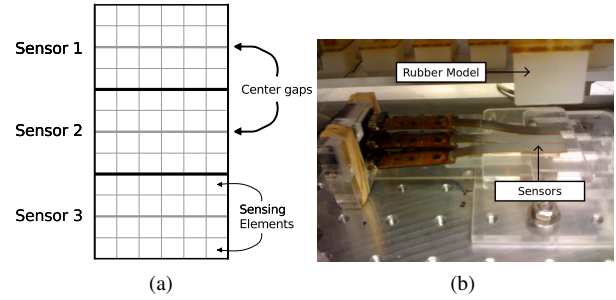 Sensor 1
Center gaps
Sensor 2
Sensor 3
Sensing
Elements
(a)
Rubber Model
Sensors
(b)